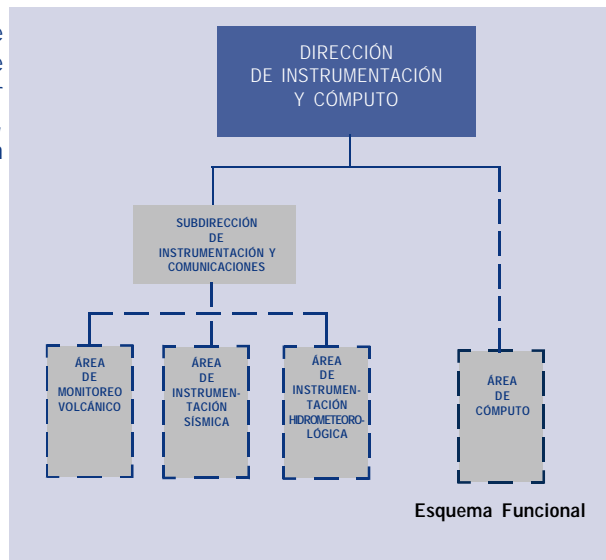 DIRECCIÓN
DE INSTRUMENTACIÓN
Y CÓMPUTO
SUBDIRECCIÓN
DE
INSTRUMENTACIÓN Y
COMUNICACIONES
ÁREA
DE
MONITOREO
VOLCÁNICO
ÁREA
DE
INSTRUMEN-
TACIÓN
SÍSMICA
ÁREA
DE
INSTRUMEN-
TACIÓN
HIDROMETEORO-
LÓGICA
ÁREA
DE
CÓMPUTO
Esquema Funcional